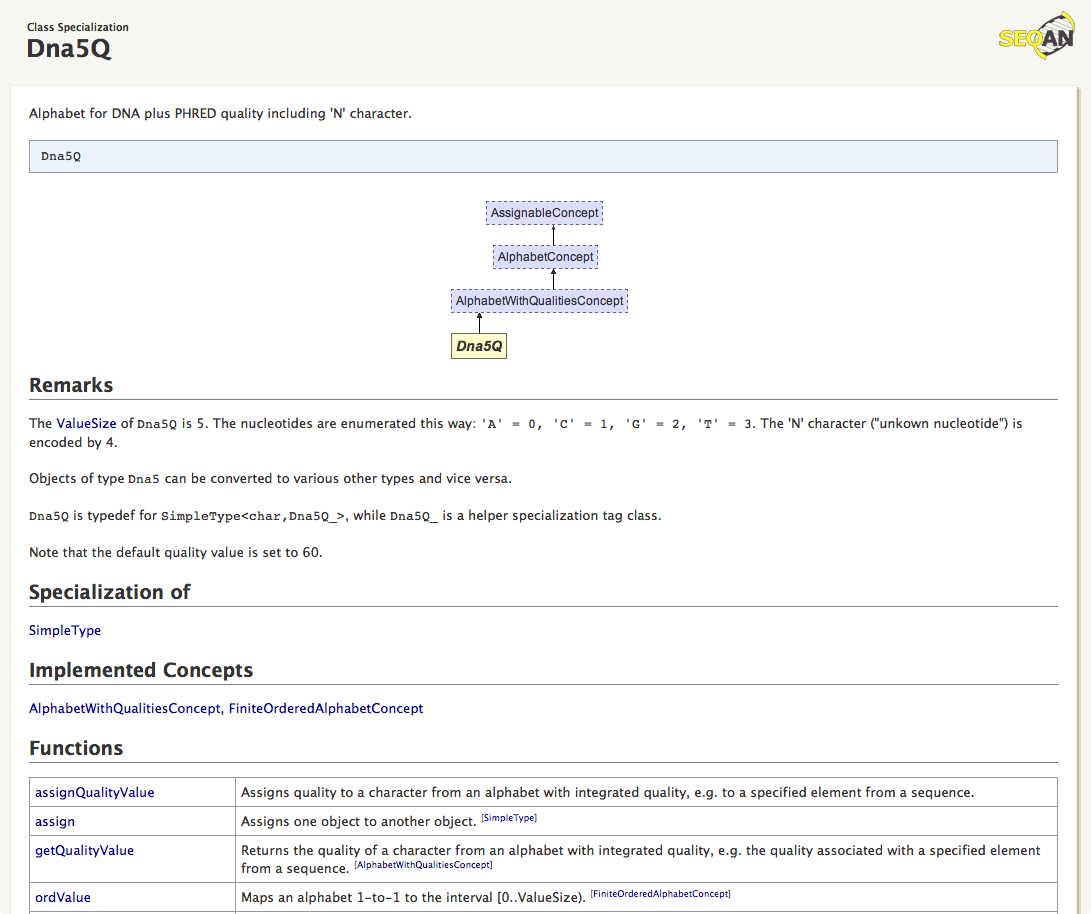 Class Specialization
Dna5Q
SEQAN
Alphabet for DNA plus PHRED quality including 'N' character.
Dna5Q
AssignableConcept
AlphabetConcept
AlphabetWithQualitiesConcept
Dna5Q
Remarks
The ValueSize of Dna5Q is 5. The nucleotides are enumerated this way: 'A' = 0, 'C' = 1, 'G' = 2, 'T' = 3. The 'N' character ("unkown nucleotide") is
encoded by 4.
Objects of type Dna5 can be converted to various other types and vice versa.
Dna5Q is typedef for SimpleType<char,Dna5Q_>, while Dna5Q_ is a helper specialization tag class.
Note that the default quality value is set to 60.
Specialization of
SimpleType
Implemented Concepts
AlphabetWithQualitiesConcept, FiniteOrderedAlphabetConcept
Functions
assignQualityValue Assigns quality to a character from an alphabet with integrated quality, e.g. to a specified element from a sequence.
assign Assigns one object to another object. [SimpleType]
getQualityValue Returns the quality of a character from an alphabet with integrated quality, e.g. the quality associated with a specified element
from a sequence. [AlphabetWithQualitiesConcept]
ordValue Maps an alphabet 1-to-1 to the interval [0..ValueSize). [FiniteOrderedAlphabetConcept]